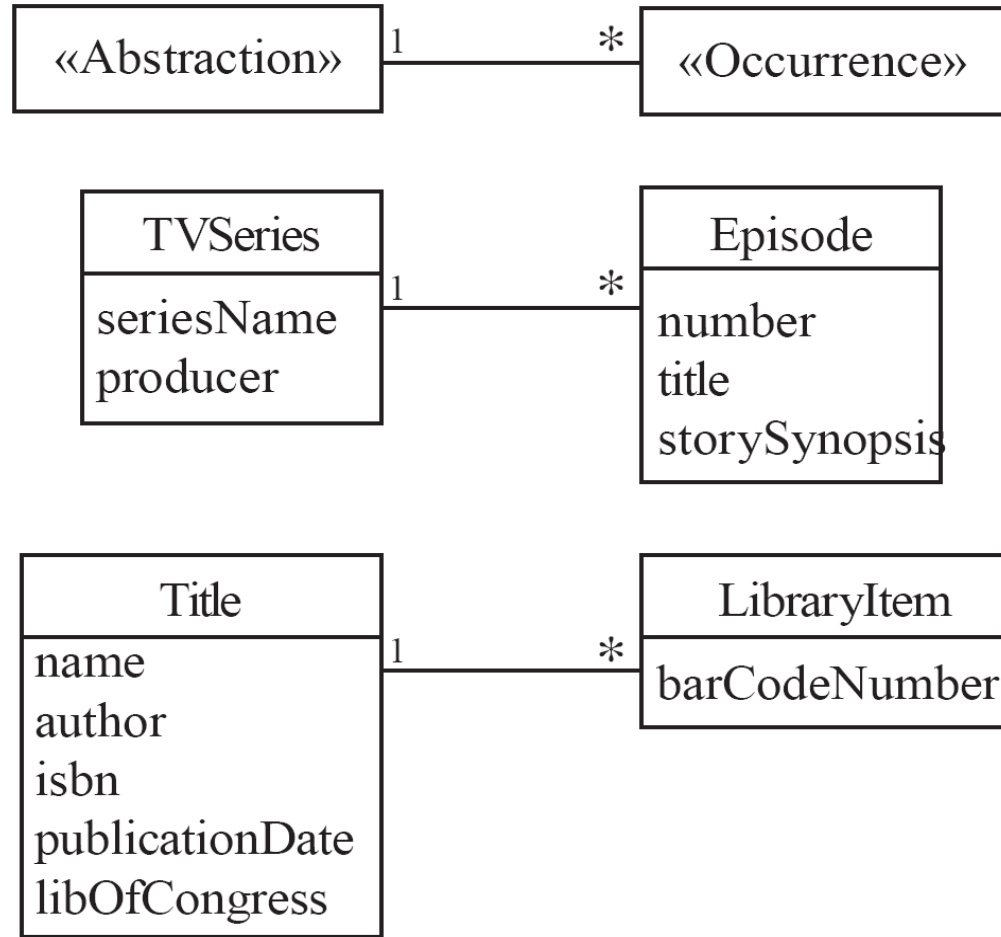 «Abstraction» 1 * «Occurrence»
TVSeries
seriesName
producer
1 *
Episode
number
title
storySynopsis
Title
name
author
isbn
publicationDate
libOfCongress
1 *
LibraryItem
barCodeNumber